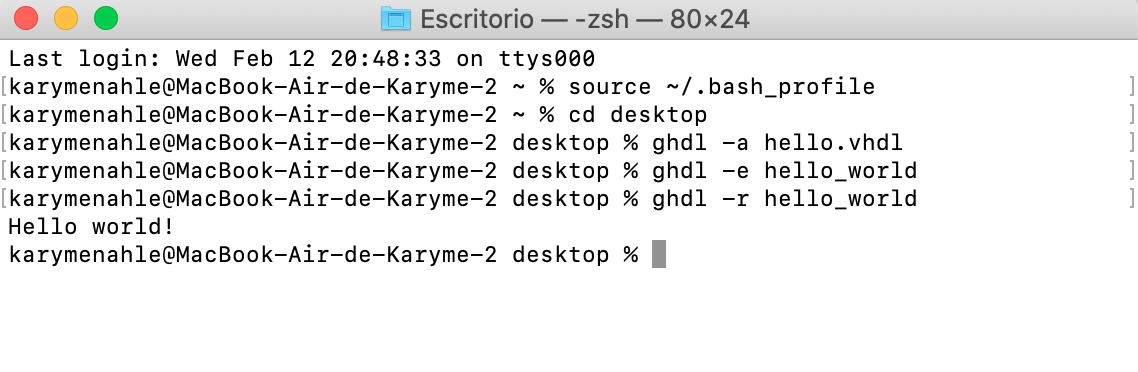 Escritorio — -zsh — 80×24
Last login: Wed Feb 12 20:48:33 on ttys000
[karymenahle@MacBook-Air-de-Karyme-2 ~ % source ~/.bash_profile ]
[karymenahle@MacBook-Air-de-Karyme-2 ~ % cd desktop ]
[karymenahle@MacBook-Air-de-Karyme-2 desktop % ghdl -a hello.vhdl ]
[karymenahle@MacBook-Air-de-Karyme-2 desktop % ghdl -e hello_world ]
[karymenahle@MacBook-Air-de-Karyme-2 desktop % ghdl -r hello_world ]
Hello world!
karymenahle@MacBook-Air-de-Karyme-2 desktop %